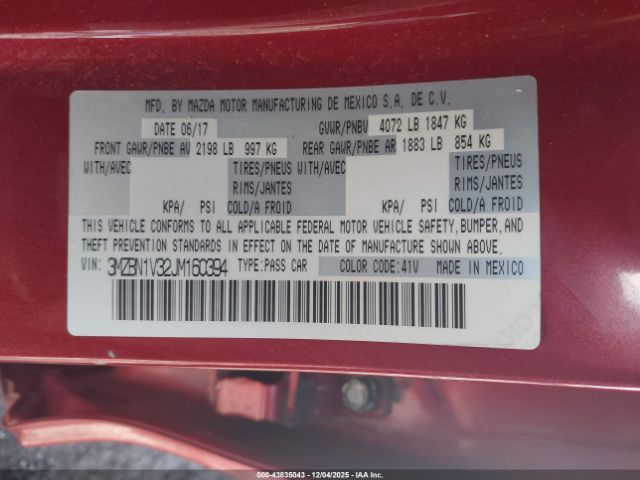 MFD. BY MAZDA MOTOR MANUFACTURING DE MEXICO S.A. DE C.V.
DATE 06/17 GVWR/PNBV 4072 LB 1847 KG
FRONT GAWR/PNBE AV 2198 LB 997 KG REAR GAWR/PNBE AR 1883 LB 854 KG
WITH/AVEC TIRES/PNEUS WITH/AVEC TIRES/PNEUS
RIMS/JANTES RIMS/JANTES
KPA/ PSI COLD/A FROID KPA/ PSI COLD/A FROID
THIS VEHICLE CONFORMS TO ALL APPLICABLE FEDERAL MOTOR VEHICLE SAFETY, BUMPER, AND
THEFT PREVENTION STANDARDS IN EFFECT ON THE DATE OF MANUFACTURE SHOWN ABOVE.
VIN: 3MZBN1V32JM160394 TYPE:PASS CAR COLOR CODE:41V MADE IN MEXICO
000-43835043 - 12/04/2025 - IAA, Inc.